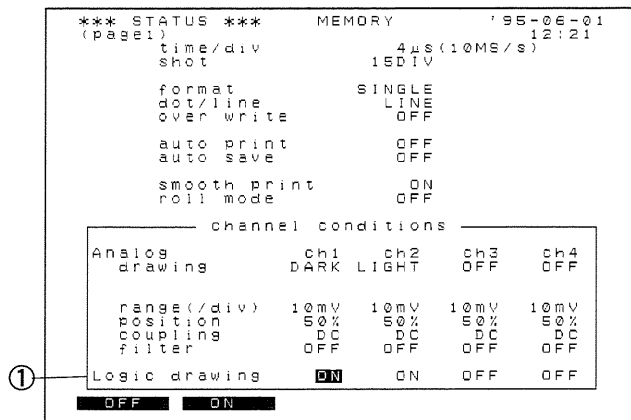 *** STATUS *** MEMORY '95-06-01
(page1) 12:21
time/div 4µs(10MS/s)
shot 15DIV
format SINGLE
dot/line LINE
over write OFF
auto print OFF
auto save OFF
smooth print ON
roll mode OFF
channel conditions
Analog ch1 ch2 ch3 ch4
drawing DARK LIGHT OFF OFF
range(/div) 10mV 10mV 10mV 10mV
position 50% 50% 50% 50%
coupling DC DC DC DC
filter OFF OFF OFF OFF
① Logic drawing ON ON OFF OFF
OFF ON